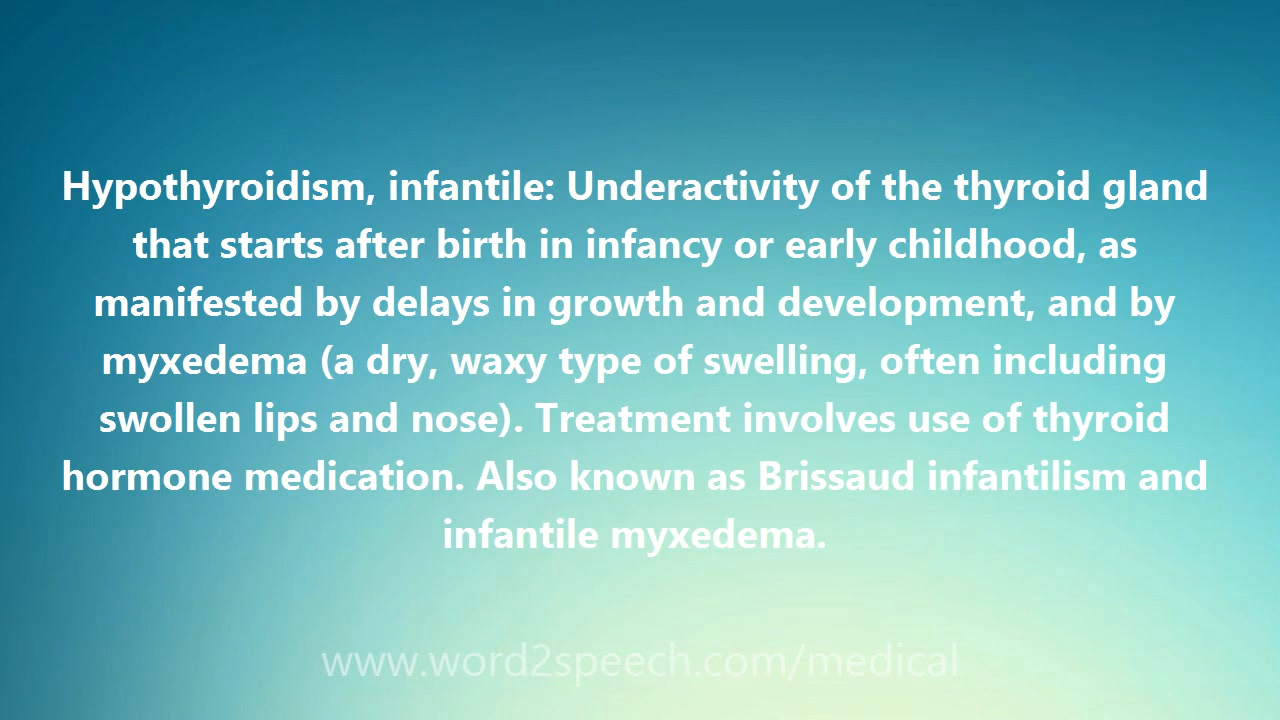 Hypothyroidism, infantile: Underactivity of the thyroid gland
that starts after birth in infancy or early childhood, as
manifested by delays in growth and development, and by
myxedema (a dry, waxy type of swelling, often including
swollen lips and nose). Treatment involves use of thyroid
hormone medication. Also known as Brissaud infantilism and
infantile myxedema.
www.word2speech.com/medical